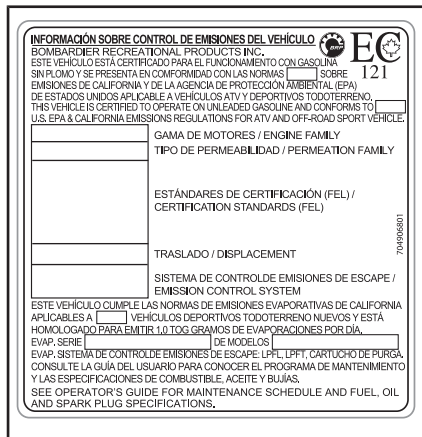 INFORMACIÓN SOBRE CONTROL DE EMISIONES DEL VEHÍCULO
BOMBARDIER RECREATIONAL PRODUCTS INC.
BRP
EC
121
ESTE VEHÍCULO ESTÁ CERTIFICADO PARA EL FUNCIONAMIENTO CON GASOLINA
SIN PLOMO Y SE PRESENTA EN CONFORMIDAD CON LAS NORMAS SOBRE
EMISIONES DE CALIFORNIA Y DE LA AGENCIA DE PROTECCIÓN AMBIENTAL (EPA)
DE ESTADOS UNIDOS APLICABLE A VEHÍCULOS ATV Y DEPORTIVOS TODOTERRENO,
THIS VEHICLE IS CERTIFIED TO OPERATE ON UNLEADED GASOLINE AND CONFORMS TO
U.S. EPA & CALIFORNIA EMISSIONS REGULATIONS FOR ATV AND OFF-ROAD SPORT VEHICLE.
GAMA DE MOTORES / ENGINE FAMILY
TIPO DE PERMEABILIDAD / PERMEATION FAMILY
ESTÁNDARES DE CERTIFICACIÓN (FEL) /
CERTIFICATION STANDARDS (FEL)
TRASLADO / DISPLACEMENT
SISTEMA DE CONTROLDE EMISIONES DE ESCAPE /
EMISSION CONTROL SYSTEM
704906801
ESTE VEHÍCULO CUMPLE LAS NORMAS DE EMISIONES EVAPORATIVAS DE CALIFORNIA
APLICABLES A VEHÍCULOS DEPORTIVOS TODOTERRENO NUEVOS Y ESTÁ
HOMOLOGADO PARA EMITIR 1,0 TOG GRAMOS DE EVAPORACIONES POR DÍA.
EVAP. SERIE DE MODELOS
EVAP. SISTEMA DE CONTROLDE EMISIONES DE ESCAPE: LPFL, LPFT, CARTUCHO DE PURGA.
CONSULTE LA GUÍA DEL USUARIO PARA CONOCER EL PROGRAMA DE MANTENIMIENTO
Y LAS ESPECIFICACIONES DE COMBUSTIBLE, ACEITE Y BUJÍAS.
SEE OPERATOR'S GUIDE FOR MAINTENANCE SCHEDULE AND FUEL, OIL
AND SPARK PLUG SPECIFICATIONS.